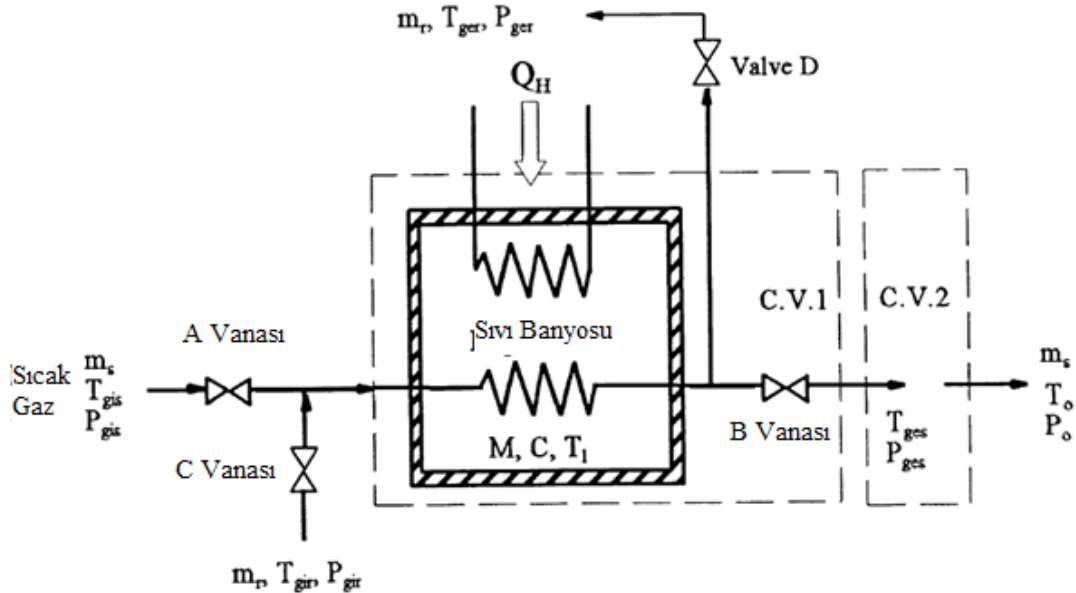 mr, Tger, Pger
Valve D
QH
C.V.1
C.V.2
A Vanası
Sıvı Banyosu
Sıcak
Gaz
ms
Tgis
Pgis
ms
To
Po
B Vanası
Tges
Pges
M, C, T1
C Vanası
mr, Tgir, Pgir